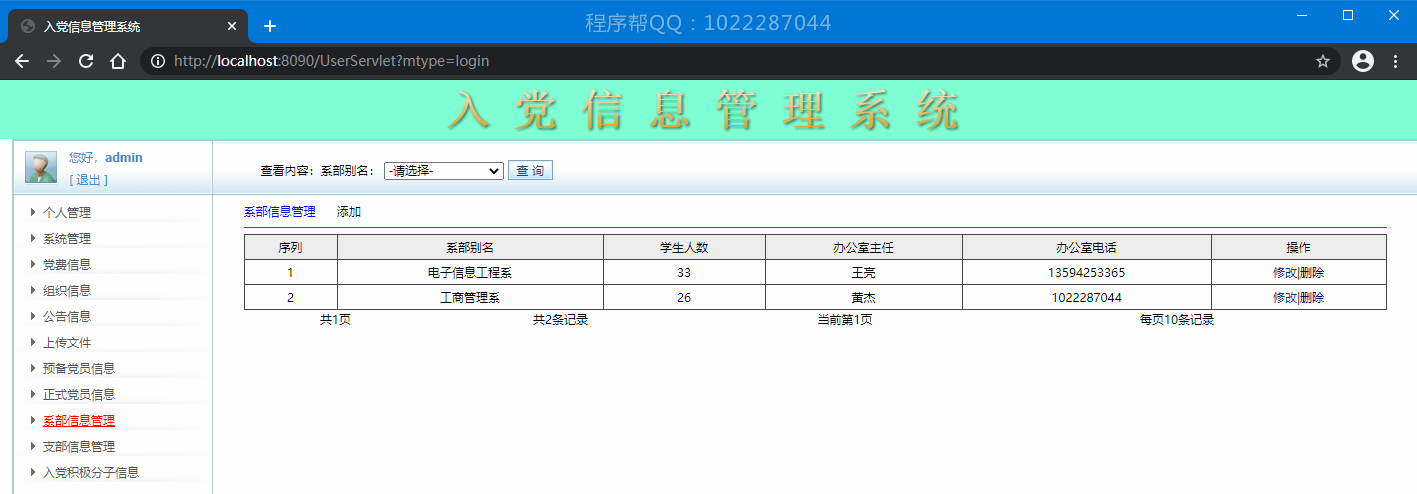 入党信息管理系统
程序帮QQ：1022287044
http://localhost:8090/UserServlet?mtype=login
入党信息管理系统
您好，admin
[ 退出 ]
查看内容：系部别名： -请选择- 查 询
个人管理
系统管理
党费信息
组织信息
公告信息
上传文件
预备党员信息
正式党员信息
系部信息管理
支部信息管理
入党积极分子信息
系部信息管理 添加
序列 系部别名 学生人数 办公室主任 办公室电话 操作
1 电子信息工程系 33 王亮 13594253365 修改|删除
2 工商管理系 26 黄杰 1022287044 修改|删除
共1页 共2条记录 当前第1页 每页10条记录